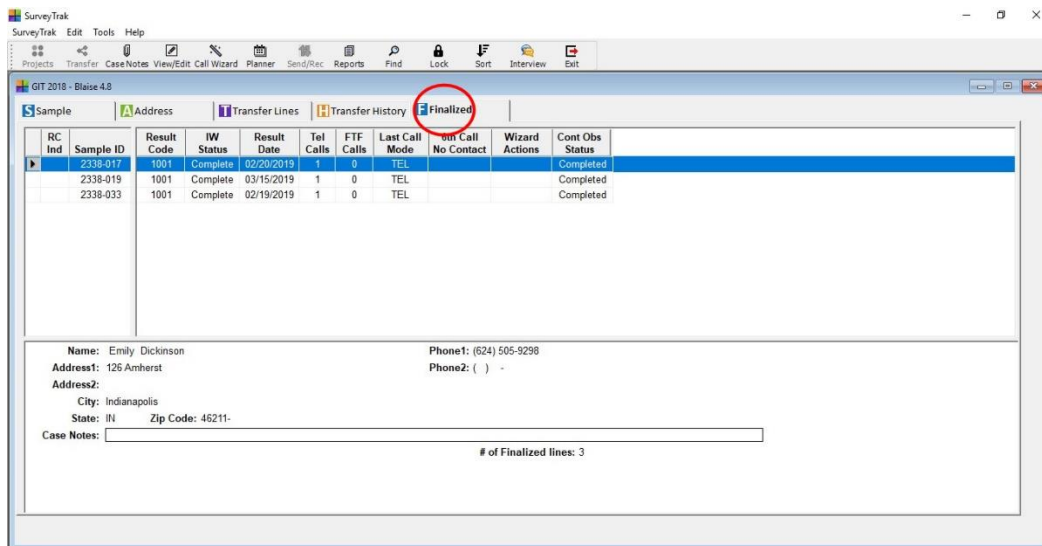 SurveyTrak
SurveyTrak Edit Tools Help
Projects Transfer Case Notes View/Edit Call Wizard Planner Send/Rec Reports Find Lock Sort Interview Exit
GIT 2018 - Blaise 4.8
S Sample A Address T Transfer Lines H Transfer History F Finalized
RC Ind Sample ID Result Code IW Status Result Date Tel Calls FTF Calls Last Call Mode 6th Call No Contact Wizard Actions Cont Obs Status
2338-017 1001 Complete 02/20/2019 1 0 TEL Completed
2338-019 1001 Complete 03/15/2019 1 0 TEL Completed
2338-033 1001 Complete 02/19/2019 1 0 TEL Completed
Name: Emily Dickinson Phone1: (624) 505-9298
Address1: 126 Amherst Phone2: ( ) -
Address2:
City: Indianapolis
State: IN Zip Code: 46211-
Case Notes:
# of Finalized lines: 3